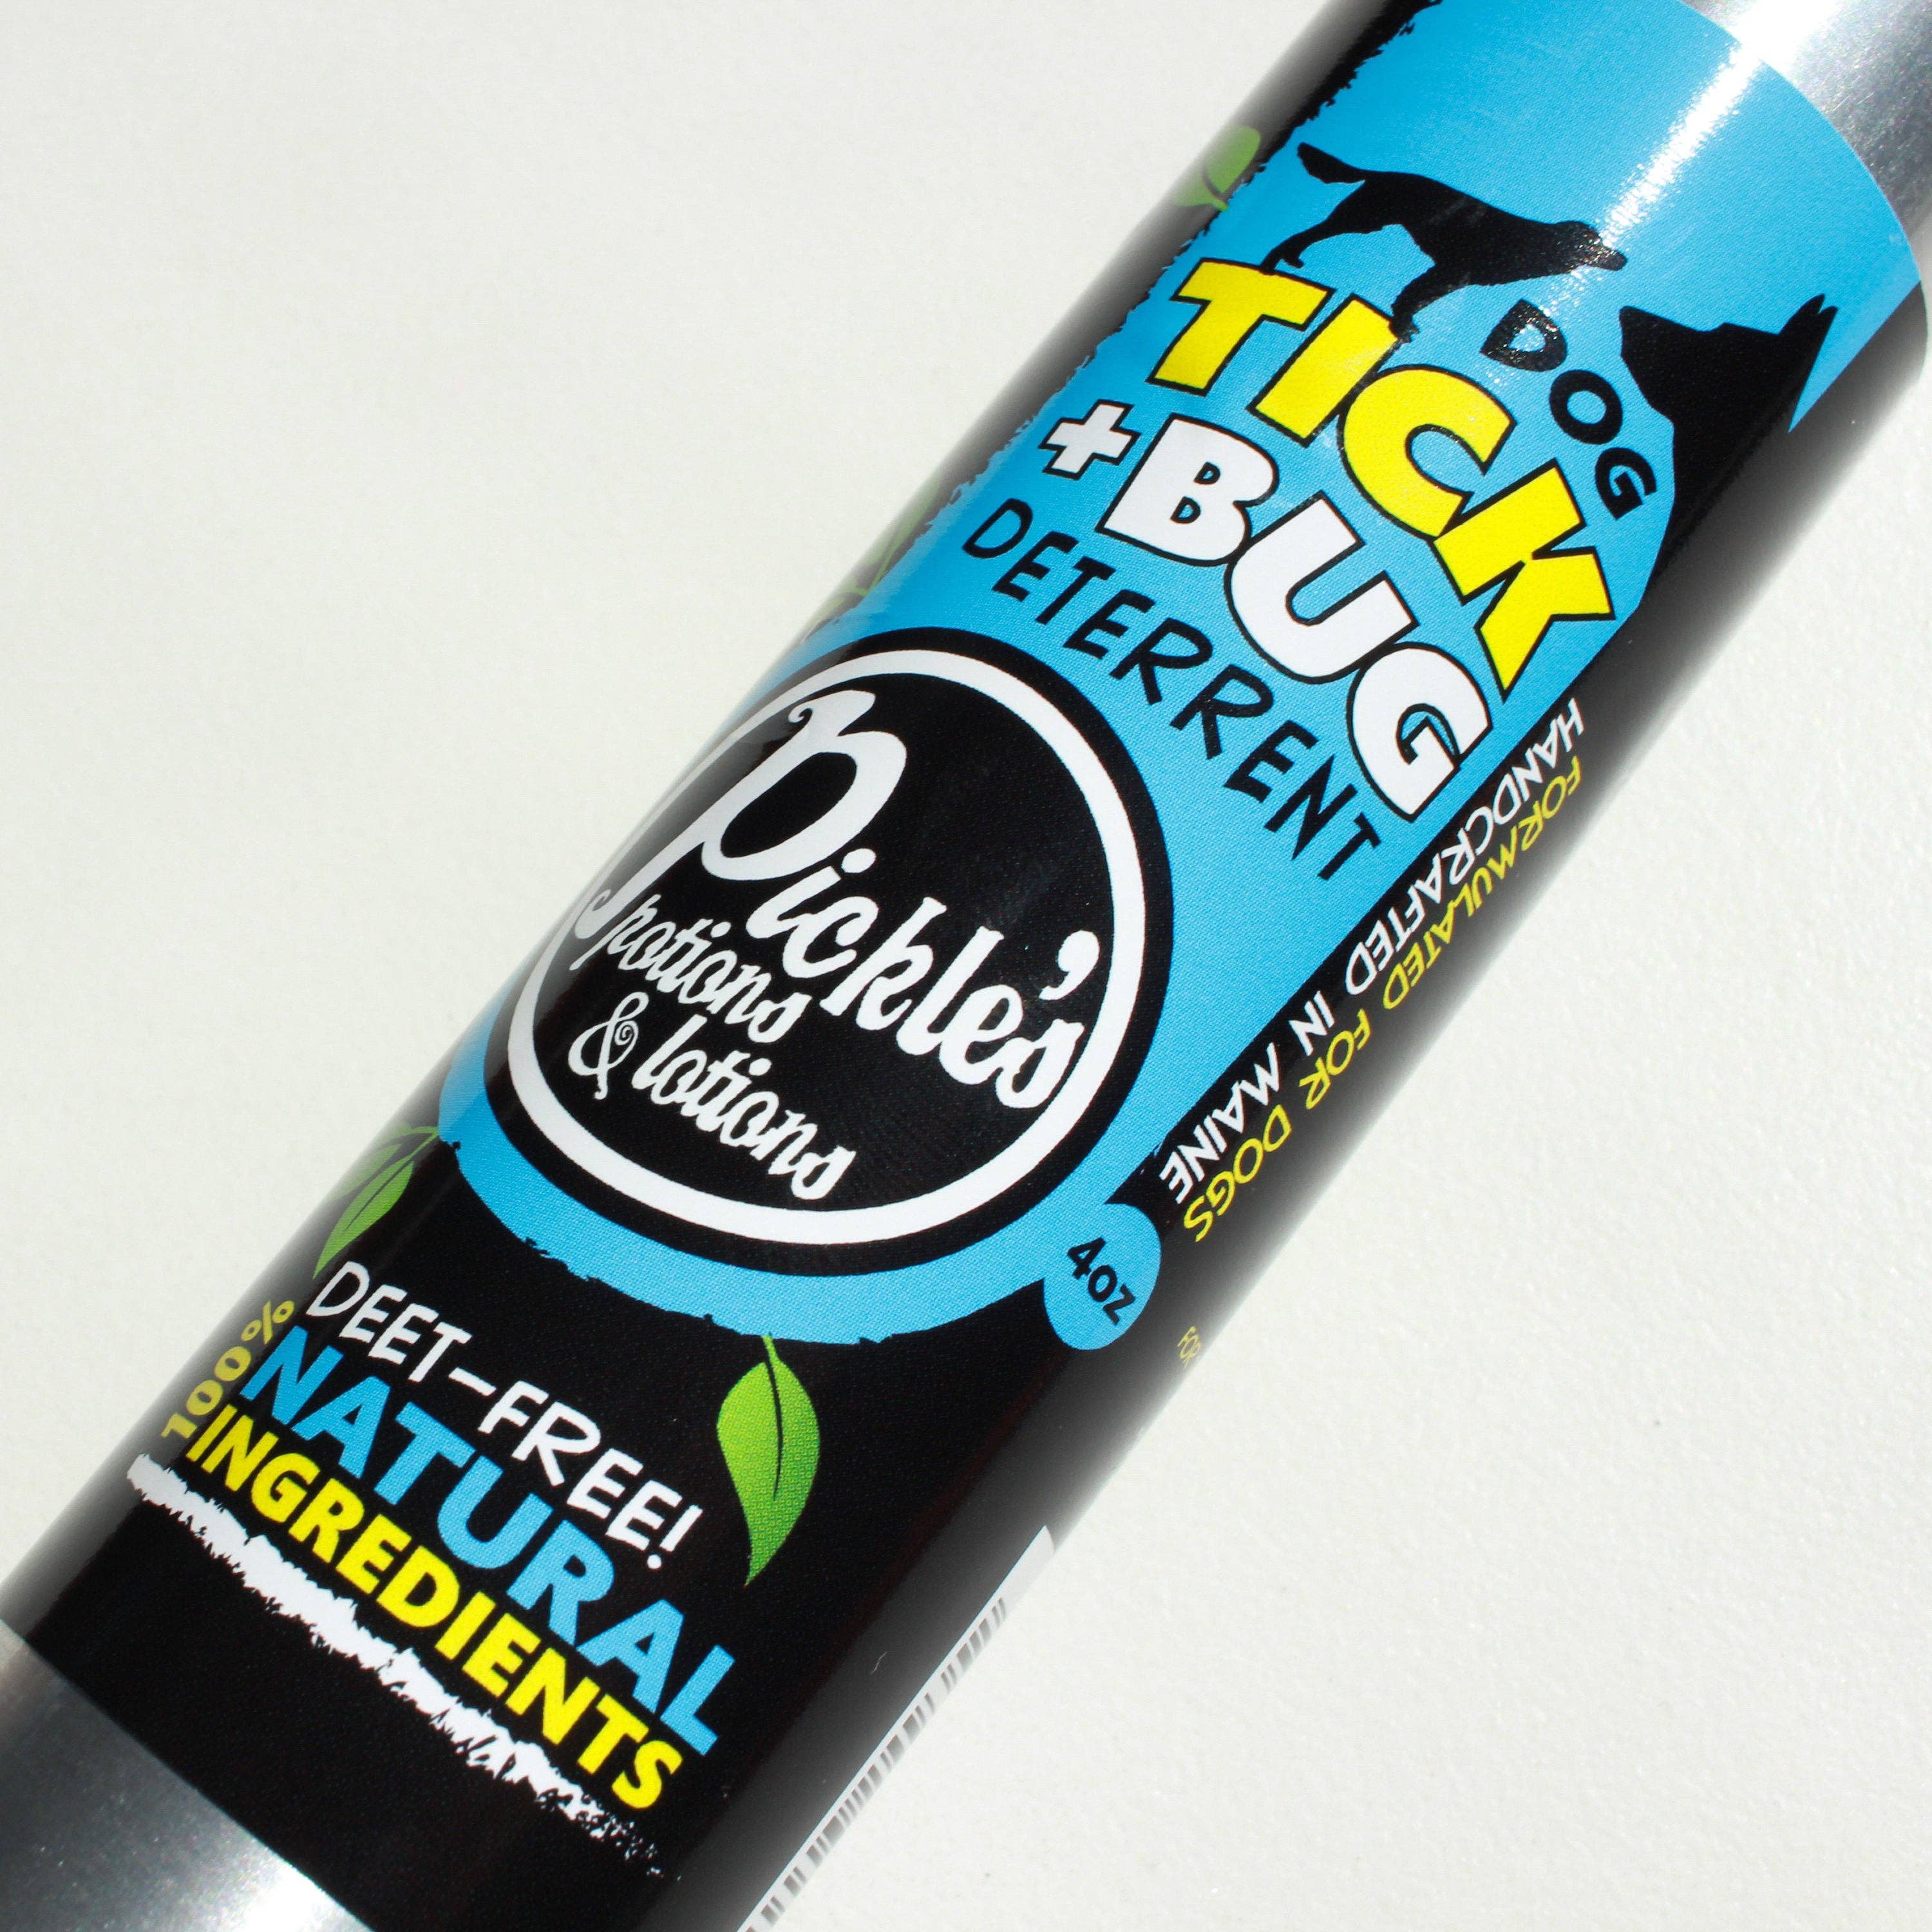 DOG
TICK
+BUG
DETERRENT
Pickle's
potions
& lotions
HANDCRAFTED IN MAINE
FORMULATED FOR DOGS
4OZ
DEET-FREE!
100%
NATURAL
INGREDIENTS